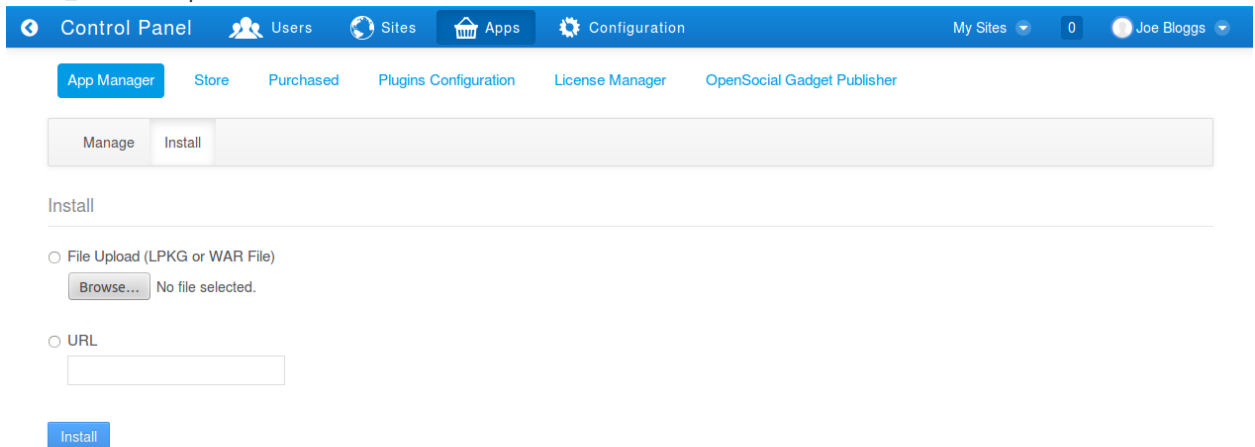 Control Panel Users Sites Apps Configuration My Sites 0 Joe Bloggs
App Manager Store Purchased Plugins Configuration License Manager OpenSocial Gadget Publisher
Manage Install
Install
File Upload (LPKG or WAR File)
Browse... No file selected.
URL
Install